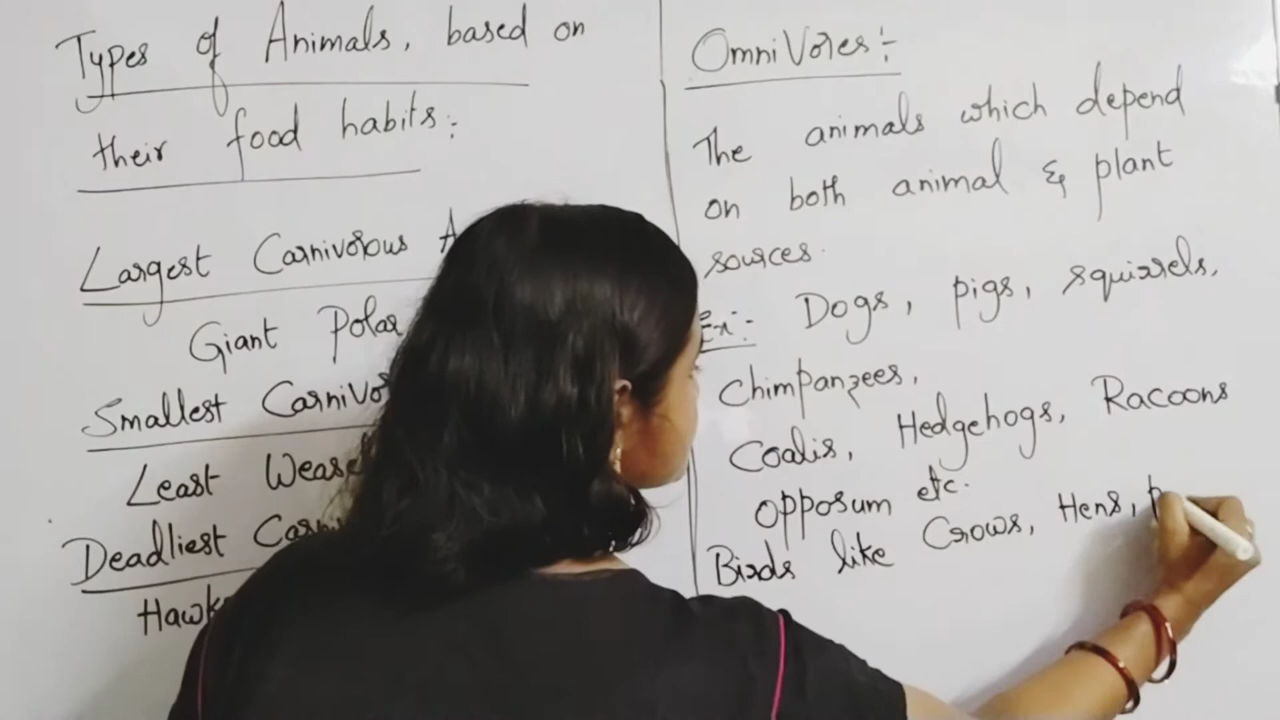 Types of Animals, based on
their food habits:
Largest Carnivorous A
Giant Polar
Smallest Carnivo
Least Wease
Deadliest Car
Hawk
OmniVores:-
The animals which depend
on both animal & plant
sources.
Ex:- Dogs, pigs, squirrels,
Chimpanzees,
Coatis, Hedgehogs, Racoons
opposum etc.
Birds like Crows, Hens, p